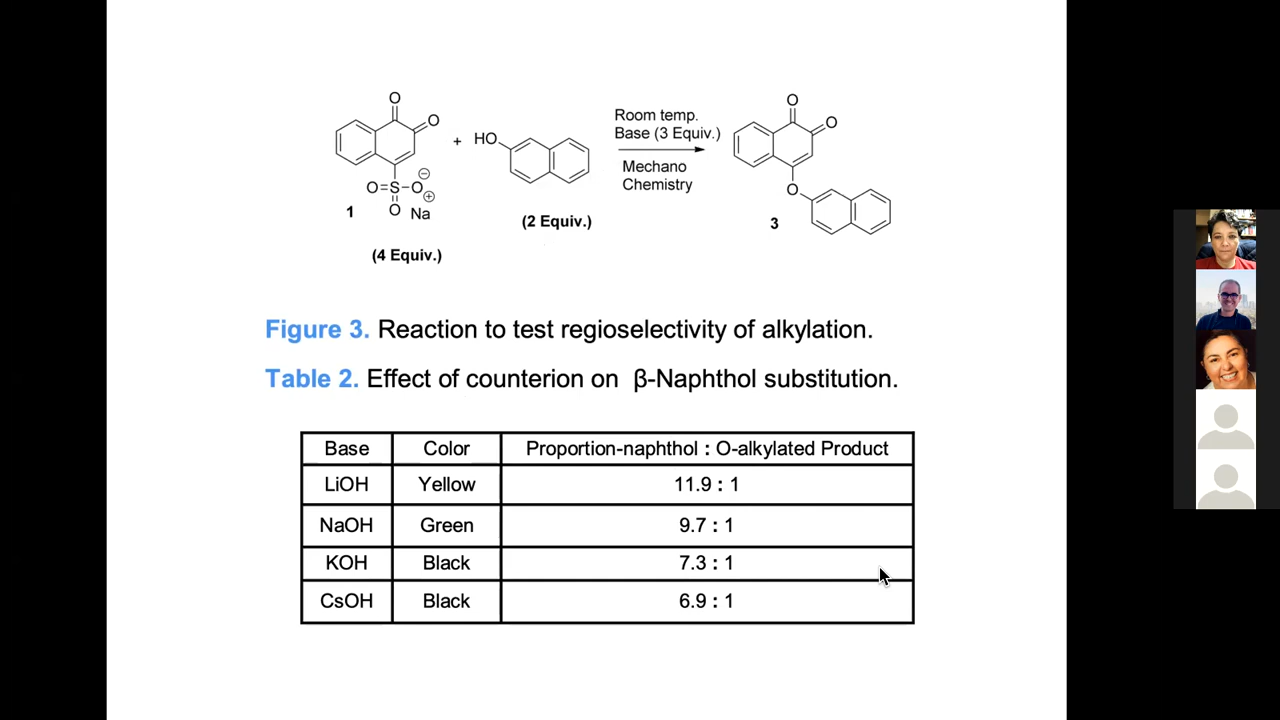 O
O
O=S-O
⊖
⊕
O
Na
1
(4 Equiv.)
+
HO
(2 Equiv.)
Room temp.
Base (3 Equiv.)
Mechano
Chemistry
O
O
O
3
Figure 3. Reaction to test regioselectivity of alkylation.
Table 2. Effect of counterion on β-Naphthol substitution.
Base Color Proportion-naphthol : O-alkylated Product
LiOH Yellow 11.9 : 1
NaOH Green 9.7 : 1
KOH Black 7.3 : 1
CsOH Black 6.9 : 1